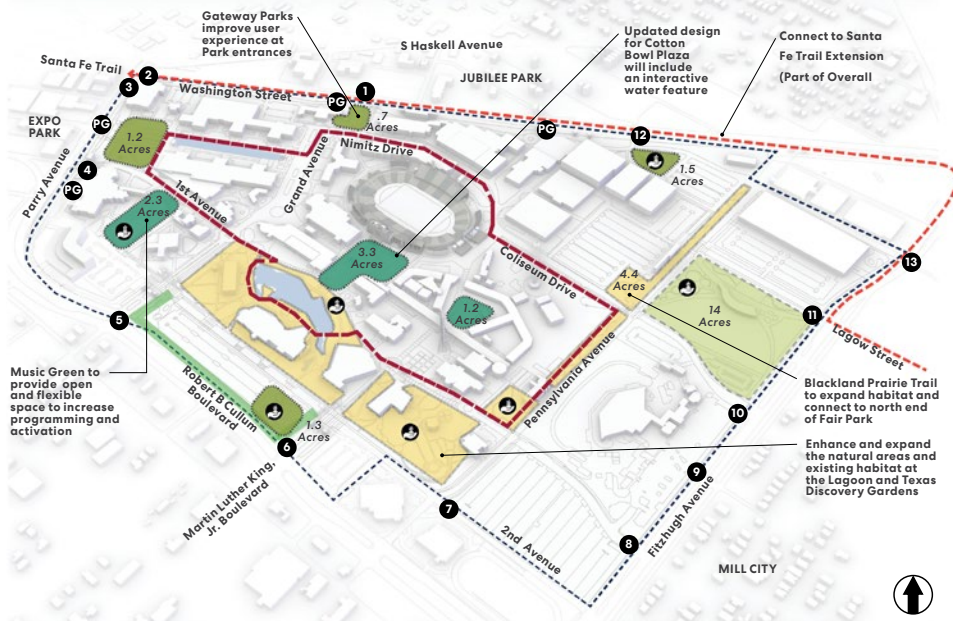 Gateway Parks
improve user
experience at
Park entrances
S Haskell Avenue
JUBILEE PARK
Updated design
for Cotton
Bowl Plaza
will include
an interactive
water feature
Connect to Santa
Fe Trail Extension
(Part of Overall
Santa Fe Trail
2
3
Washington Street
PG
1
.7
Acres
EXPO
PARK
PG
1.2
Acres
Nimitz Drive
PG
12
1.5
Acres
4
PG
Parry Avenue
1st Avenue
Grand Avenue
2.3
Acres
3.3
Acres
Coliseum Drive
4.4
Acres
13
14
Acres
1.2
Acres
5
11
Lagow Street
Pennsylvania Avenue
Music Green to
provide open
and flexible
space to increase
programming and
activation
Robert B Cullum
Boulevard
1.3
Acres
6
Blackland Prairie Trail
to expand habitat and
connect to north end
of Fair Park
10
Enhance and expand
the natural areas and
existing habitat at
the Lagoon and Texas
Discovery Gardens
9
Martin Luther King,
Jr. Boulevard
7
2nd Avenue
8
Fitzhugh Avenue
MILL CITY